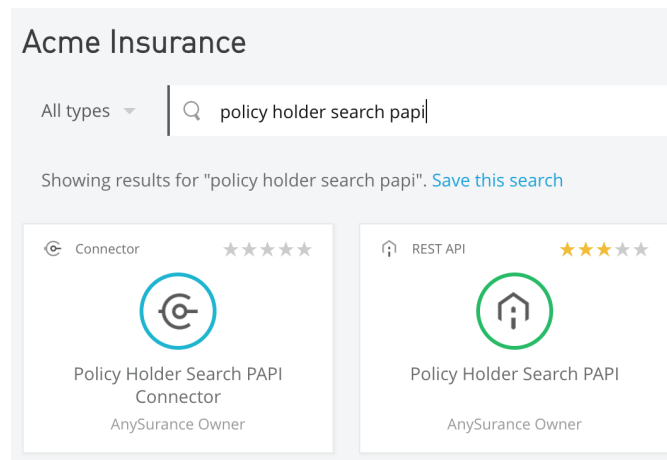 Acme Insurance
All types
policy holder search papi
Showing results for "policy holder search papi". Save this search
Connector
REST API
Policy Holder Search PAPI
Connector
Policy Holder Search PAPI
AnySurance Owner
AnySurance Owner